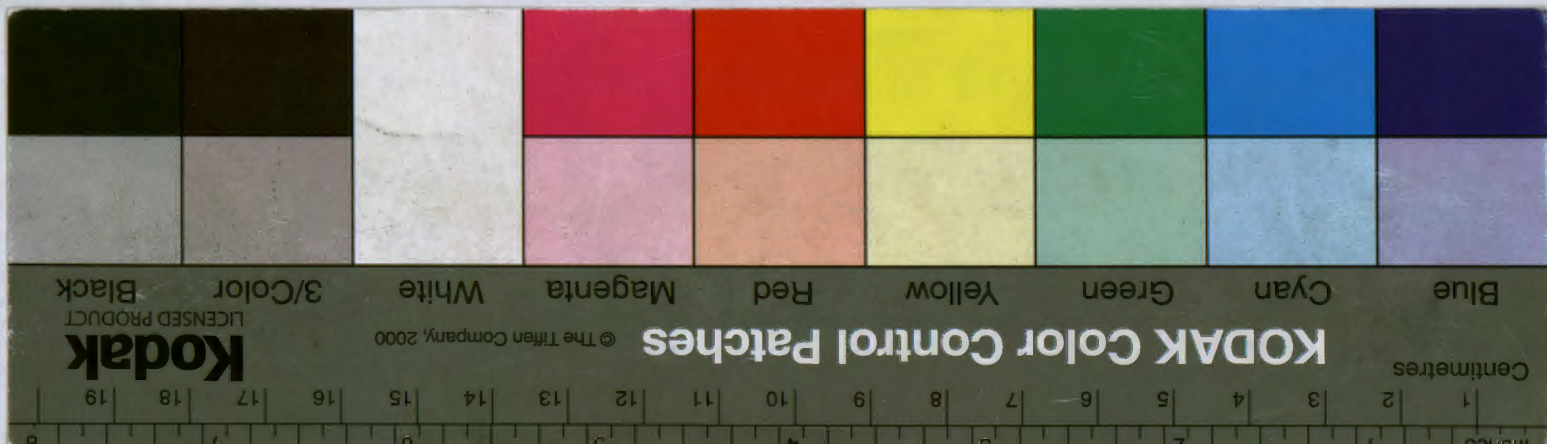 1 2 3 4 5 6 7 8 9 10 11 12 13 14 15 16 17 18 19
Centimetres
KODAK Color Control Patches © The Tiffen Company, 2000 Kodak
LICENSED PRODUCT
Blue Cyan Green Yellow Red Magenta White 3/Color Black